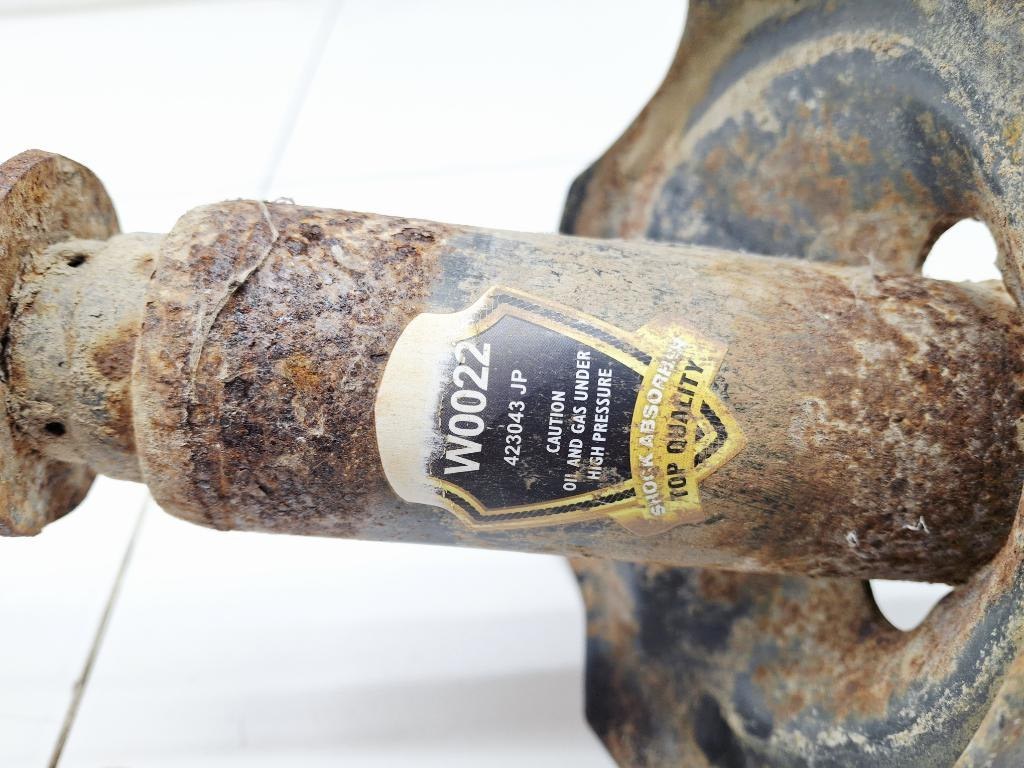 W0022
423043 JP
CAUTION
OIL AND GAS UNDER
HIGH PRESSURE
SHOCK ABSORBER
TOP QUALITY